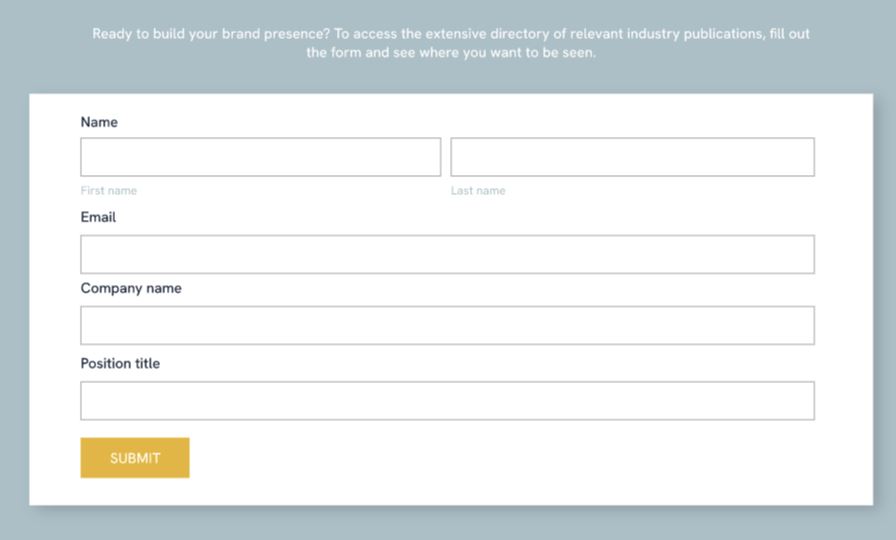 Ready to build your brand presence? To access the extensive directory of relevant industry publications, fill out
the form and see where you want to be seen.
Name
First name
Last name
Email
Company name
Position title
SUBMIT